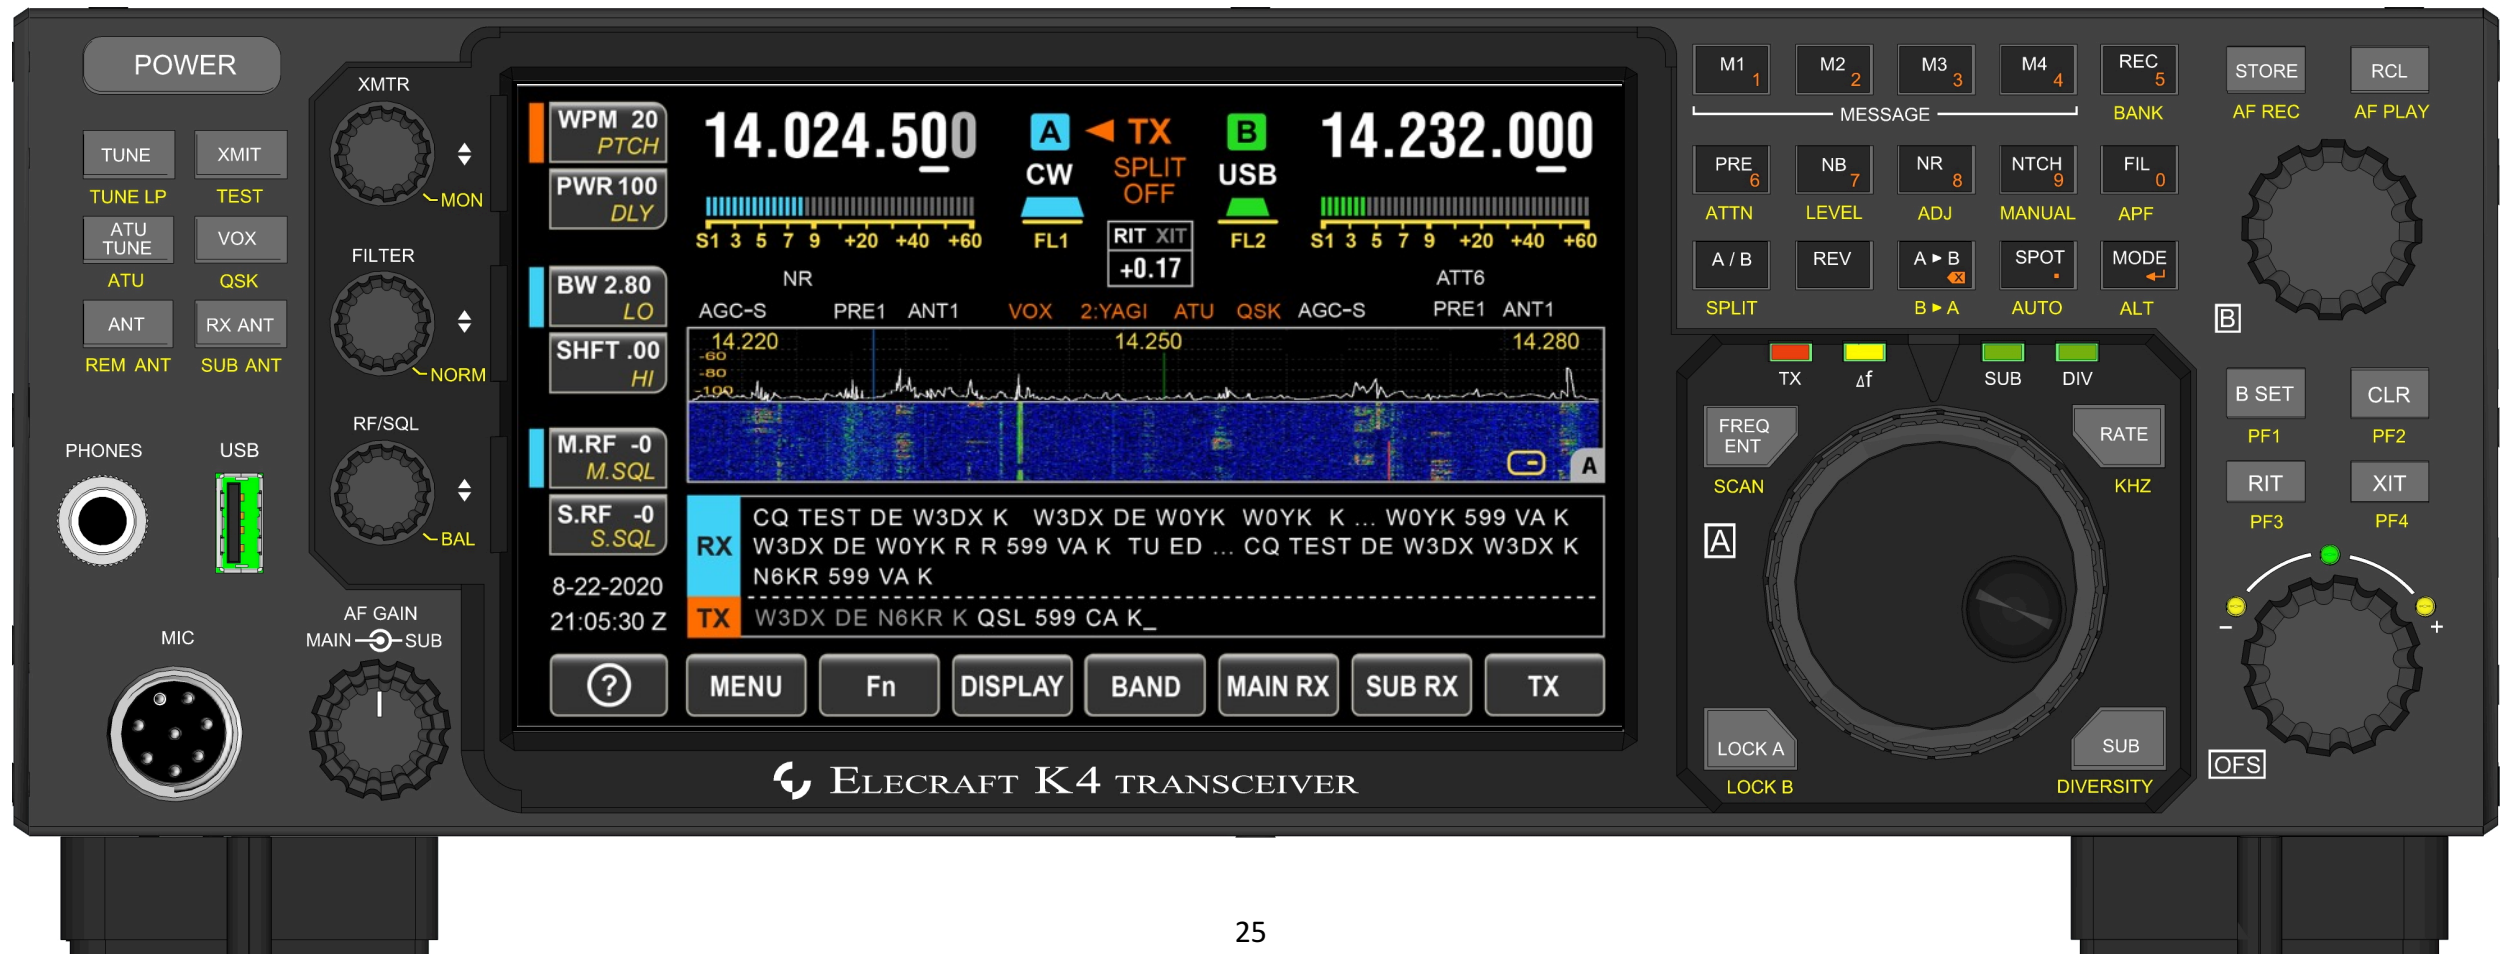 POWER
XMTR
TUNE XMIT
TUNE LP TEST
MON
ATU TUNE VOX
ATU QSK
FILTER
ANT RX ANT
REM ANT SUB ANT
NORM
RF/SQL
PHONES USB
BAL
AF GAIN
MAIN SUB
MIC
WPM 20
PTCH
PWR 100
DLY
BW 2.80
LO
SHFT .00
HI
M.RF -0
M.SQL
S.RF -0
S.SQL
8-22-2020
21:05:30 Z
14.024.500 A TX B 14.232.000
CW SPLIT OFF USB
S1 3 5 7 9 +20 +40 +60 FL1 RIT XIT FL2 S1 3 5 7 9 +20 +40 +60
+0.17
NR ATT6
AGC-S PRE1 ANT1 VOX 2:YAGI ATU QSK AGC-S PRE1 ANT1
14.220 14.250 14.280
-60
-80
-100
A
RX
CQ TEST DE W3DX K W3DX DE W0YK W0YK K ... W0YK 599 VA K
W3DX DE W0YK R R 599 VA K TU ED ... CQ TEST DE W3DX W3DX K
N6KR 599 VA K
TX W3DX DE N6KR K QSL 599 CA K_
? MENU Fn DISPLAY BAND MAIN RX SUB RX TX
ELECRAFT K4 TRANSCEIVER
M1 1 M2 2 M3 3 M4 4 REC 5 STORE RCL
MESSAGE BANK AF REC AF PLAY
PRE 6 NB 7 NR 8 NTCH 9 FIL 0
ATTN LEVEL ADJ MANUAL APF
A / B REV A ▸ B SPOT . MODE
SPLIT B ▸ A AUTO ALT
B
TX Δf SUB DIV
FREQ ENT RATE
SCAN KHZ
A
B SET CLR
PF1 PF2
RIT XIT
PF3 PF4
- +
LOCK A SUB
LOCK B DIVERSITY
OFS
25